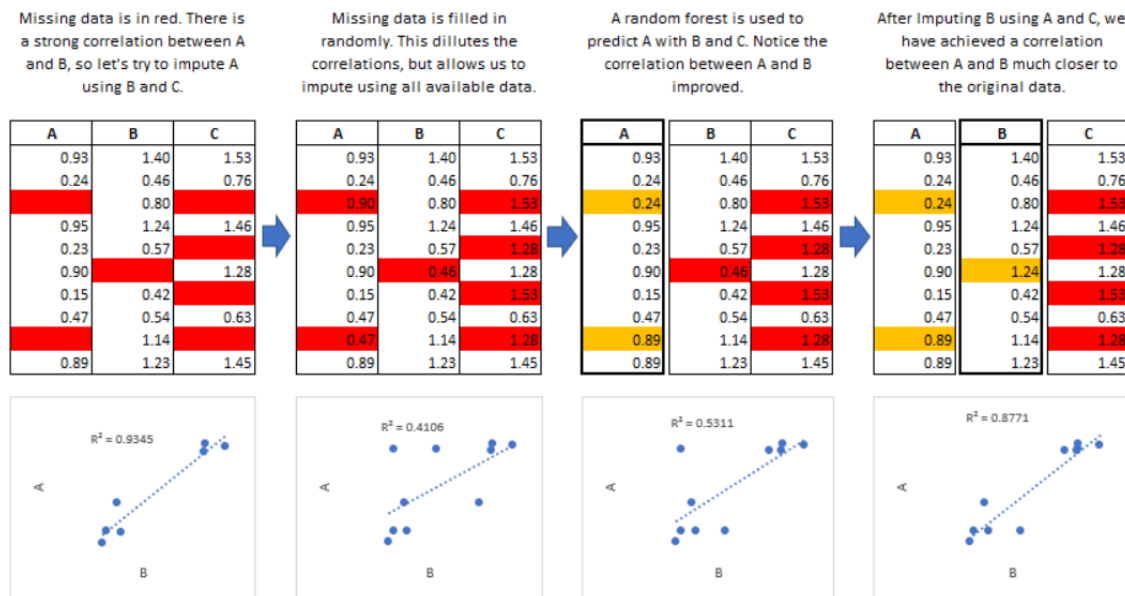 Missing data is in red. There is
a strong correlation between A
and B, so let's try to impute A
using B and C.
A B C
0.93 1.40 1.53
0.24 0.46 0.76
0.80
0.95 1.24 1.46
0.23 0.57
0.90 1.28
0.15 0.42
0.47 0.54 0.63
1.14
0.89 1.23 1.45
R² = 0.9345
A
B
Missing data is filled in
randomly. This dillutes the
correlations, but allows us to
impute using all available data.
A B C
0.93 1.40 1.53
0.24 0.46 0.76
0.90 0.80 1.53
0.95 1.24 1.46
0.23 0.57 1.28
0.90 0.46 1.28
0.15 0.42 1.53
0.47 0.54 0.63
0.47 1.14 1.28
0.89 1.23 1.45
R² = 0.4106
A
B
A random forest is used to
predict A with B and C. Notice the
correlation between A and B
improved.
A B C
0.93 1.40 1.53
0.24 0.46 0.76
0.24 0.80 1.53
0.95 1.24 1.46
0.23 0.57 1.28
0.90 0.46 1.28
0.15 0.42 1.53
0.47 0.54 0.63
0.89 1.14 1.28
0.89 1.23 1.45
R² = 0.5311
A
B
After Imputing B using A and C, we
have achieved a correlation
between A and B much closer to
the original data.
A B C
0.93 1.40 1.53
0.24 0.46 0.76
0.24 0.80 1.53
0.95 1.24 1.46
0.23 0.57 1.28
0.90 1.24 1.28
0.15 0.42 1.53
0.47 0.54 0.63
0.89 1.14 1.28
0.89 1.23 1.45
R² = 0.8771
A
B